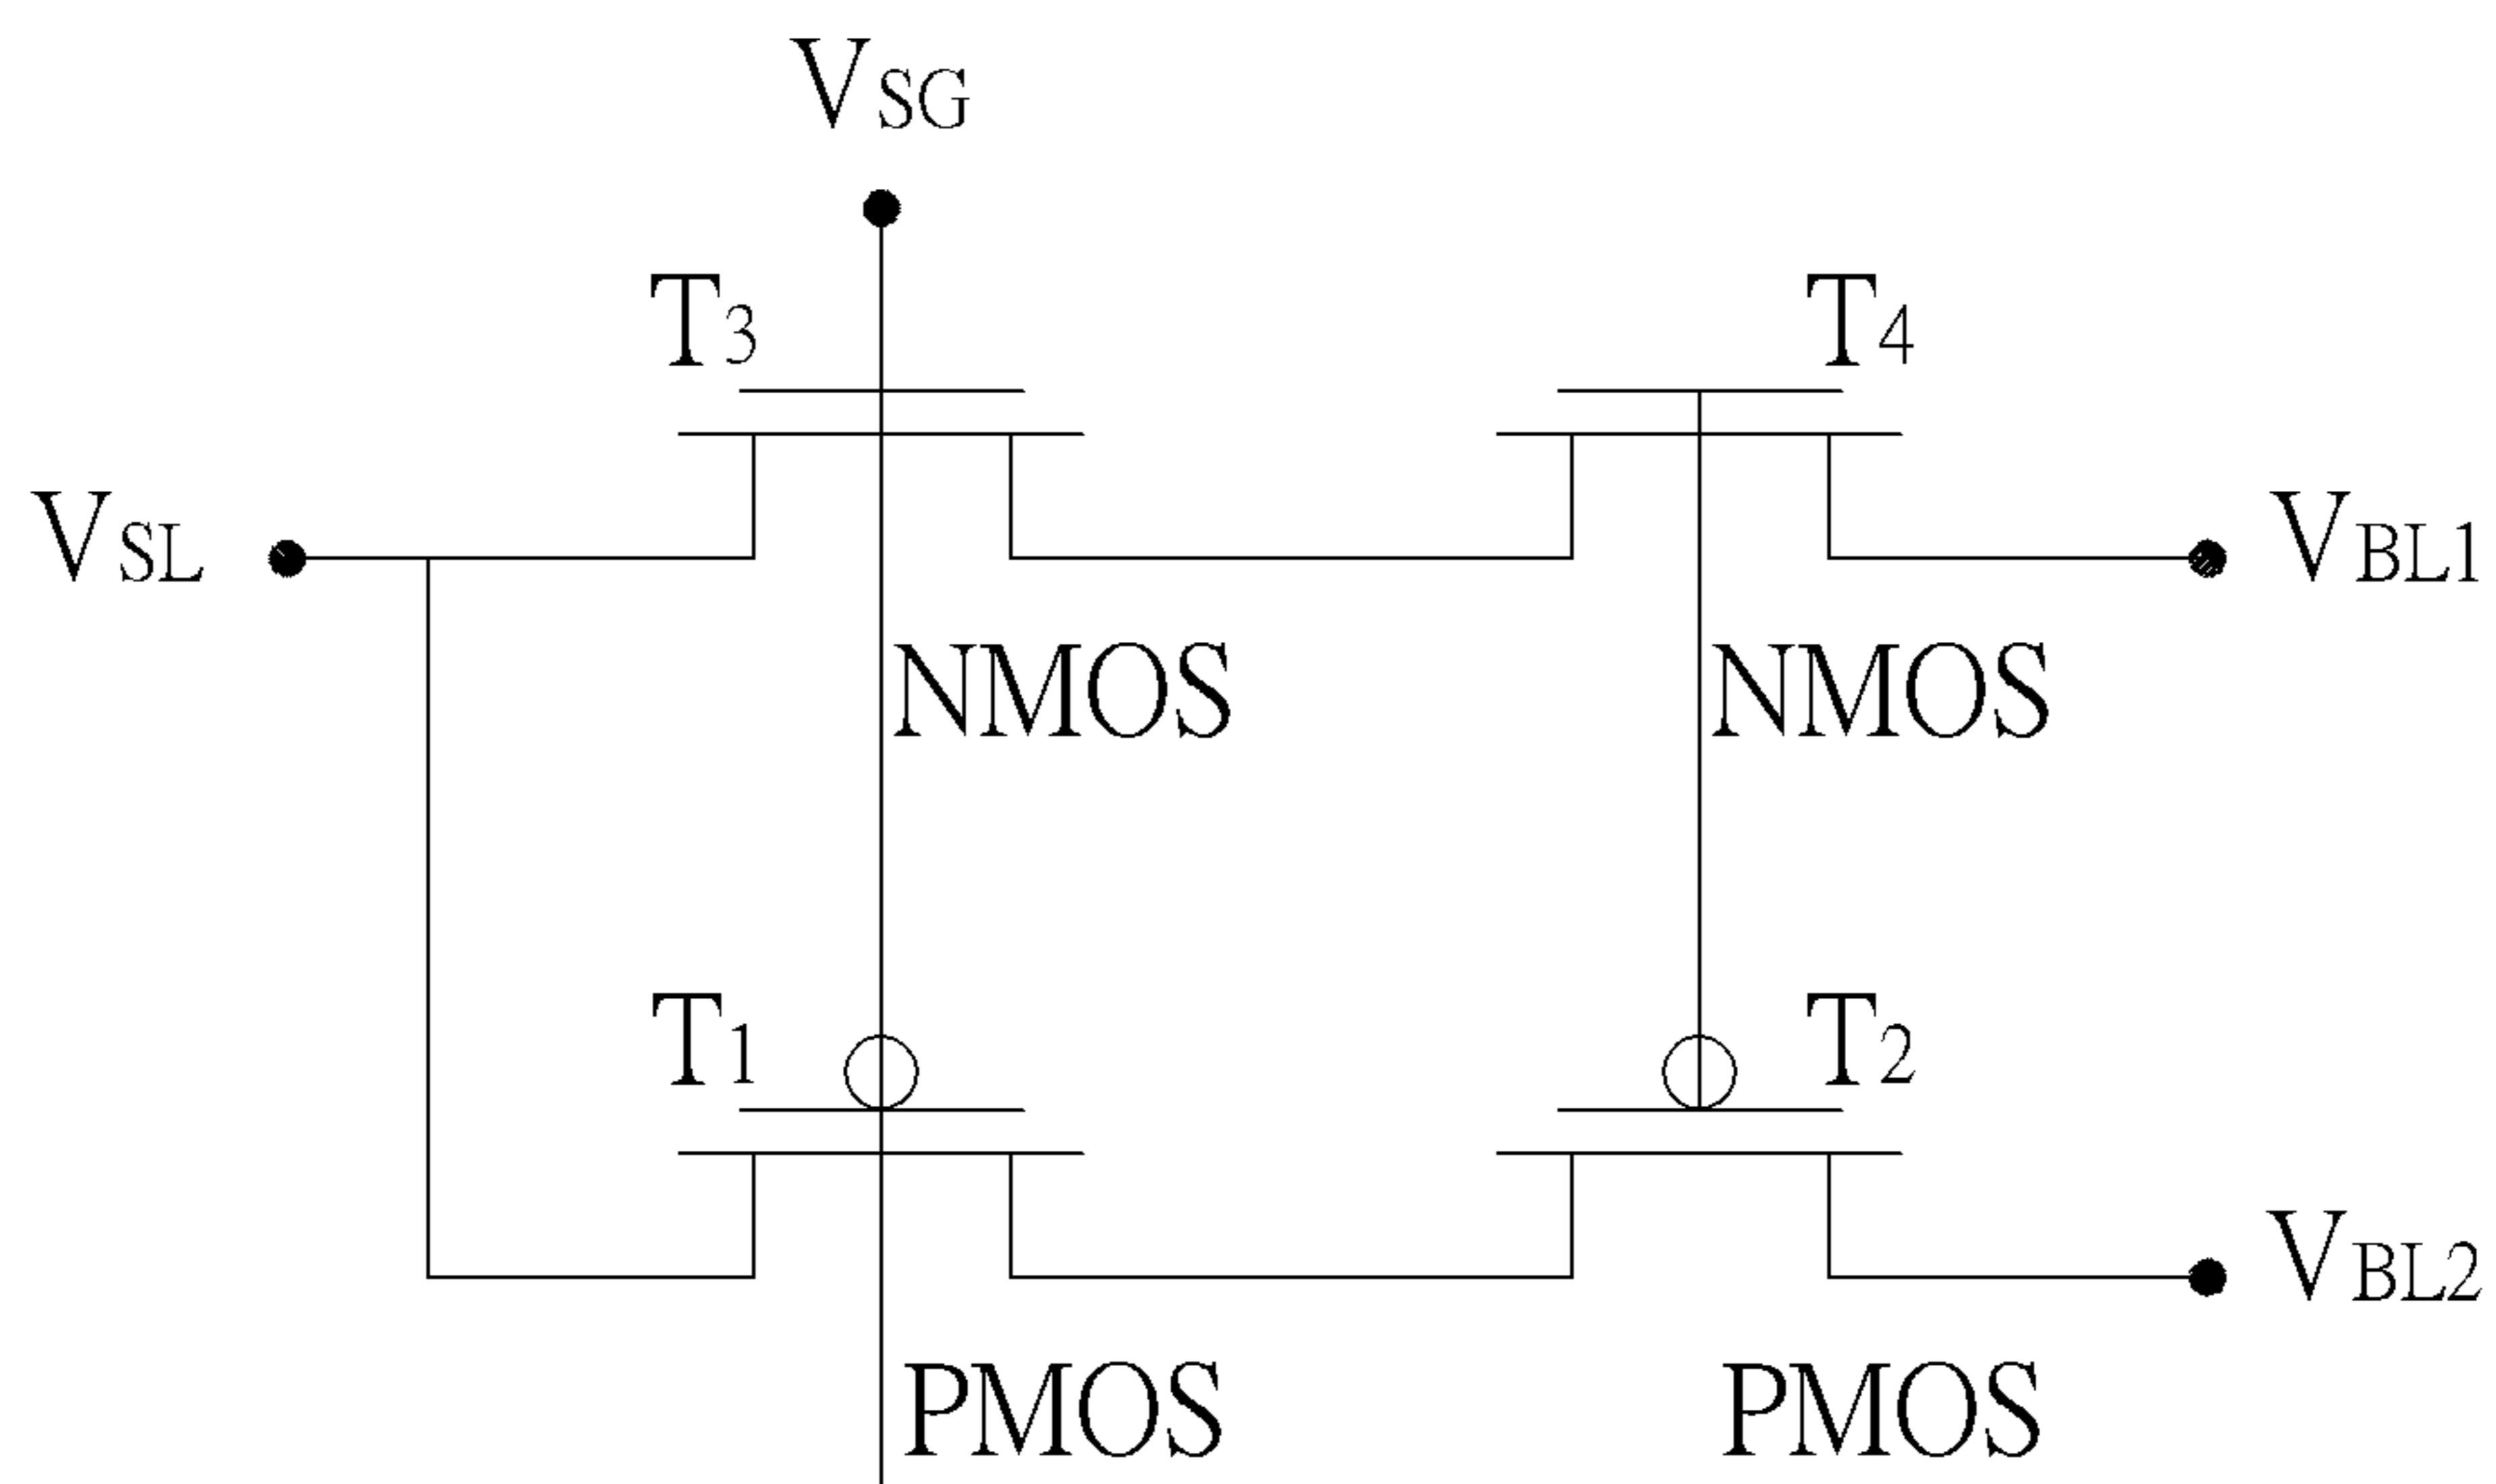 VSG
T3 T4
VSL VBL1
NMOS NMOS
T1 T2
VBL2
PMOS PMOS